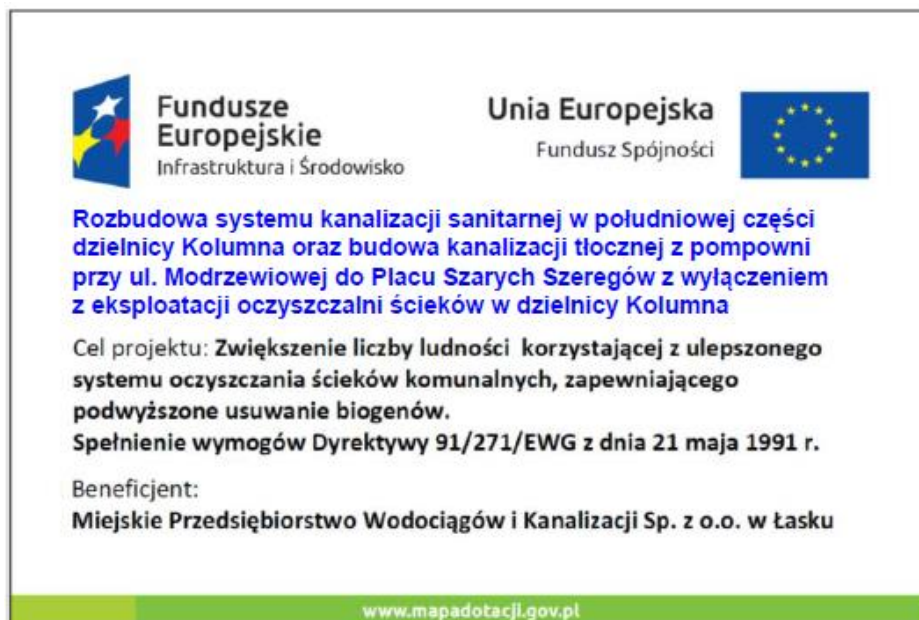 Fundusze
Europejskie
Infrastruktura i Środowisko
Unia Europejska
Fundusz Spójności
Rozbudowa systemu kanalizacji sanitarnej w południowej części
dzielnicy Kolumna oraz budowa kanalizacji tłocznej z pompowni
przy ul. Modrzewiowej do Placu Szarych Szeregów z wyłączeniem
z eksploatacji oczyszczalni ścieków w dzielnicy Kolumna
Cel projektu: Zwiększenie liczby ludności korzystającej z ulepszonego
systemu oczyszczania ścieków komunalnych, zapewniającego
podwyższone usuwanie biogenów.
Spełnienie wymogów Dyrektywy 91/271/EWG z dnia 21 maja 1991 r.
Beneficjent:
Miejskie Przedsiębiorstwo Wodociągów i Kanalizacji Sp. z o.o. w Łasku
www.mapadotacji.gov.pl